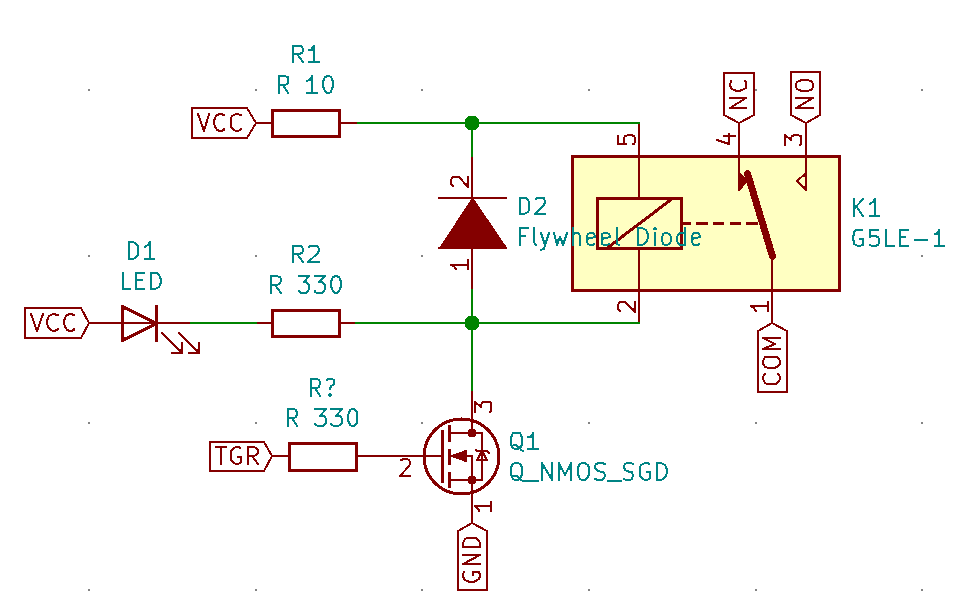 R1
R 10
VCC
NC
NO
5
4
3
2
D2
Flywheel Diode
K1
G5LE-1
1
D1
LED
R2
R 330
VCC
2
1
COM
R?
R 330
3
TGR
2
Q1
Q_NMOS_SGD
1
GND